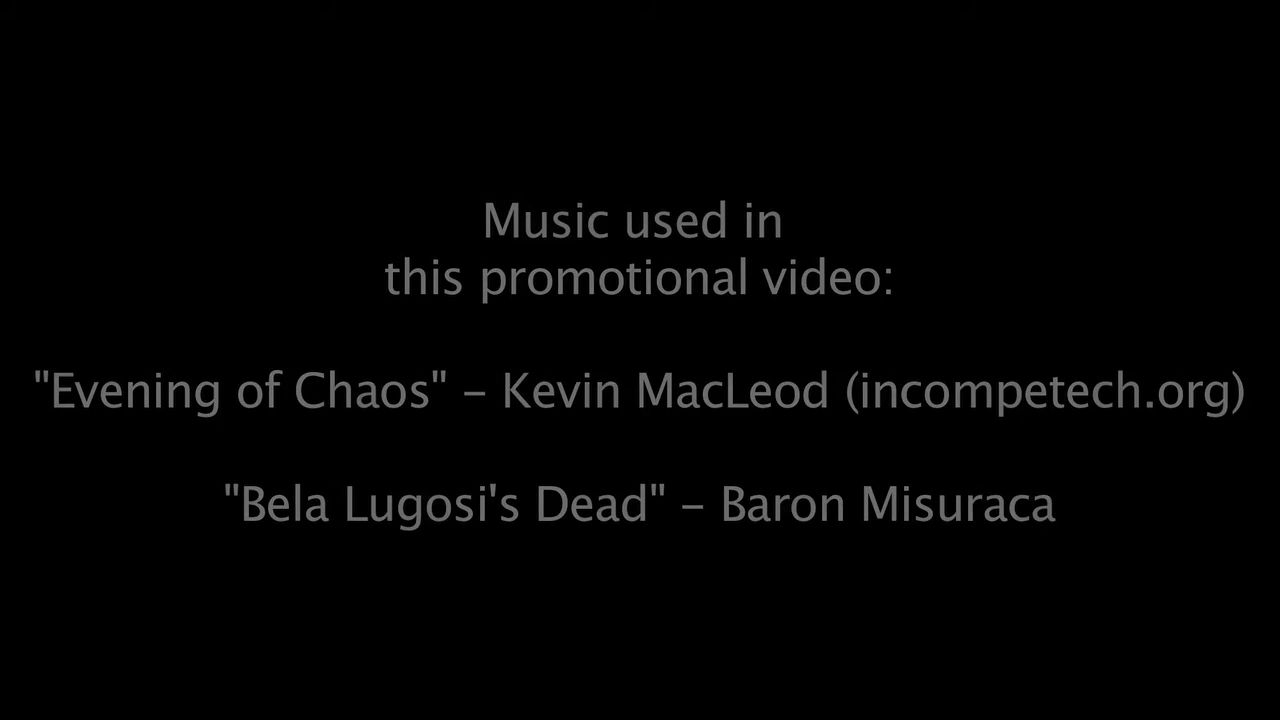 Music used in
this promotional video:
"Evening of Chaos" – Kevin MacLeod (incompetech.org)
"Bela Lugosi's Dead" – Baron Misuraca